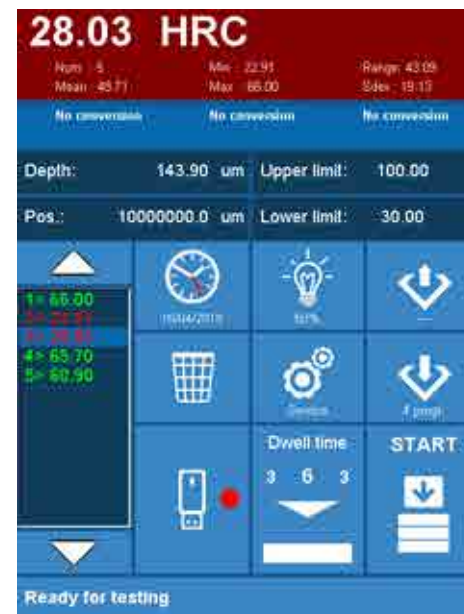 28.03 HRC
Num 5 Min 22.91 Range: 43.09
Mean 48.71 Max 66.00 Sdev 19.13
No conversion No conversion No conversion
Depth: 143.90 um Upper limit: 100.00
Pos.: 10000000.0 um Lower limit: 30.00
1> 66.00
4> 65.70
5> 60.90
Device
Dwell time START
3 6 3
Ready for testing